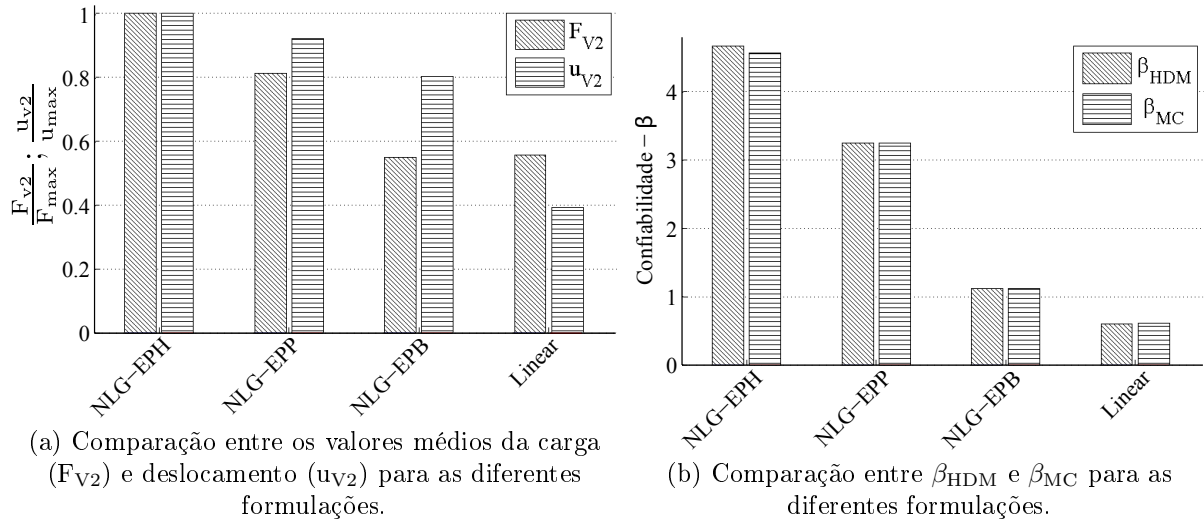 1
0.8
0.6
0.4
0.2
0
F_V2/F_max ; u_V2/u_max
F_V2
u_V2
NLG−EPH
NLG−EPP
NLG−EPB
Linear
(a) Comparação entre os valores médios da carga
(F_V2) e deslocamento (u_V2) para as diferentes
formulações.
4
3
2
1
0
Confiabilidade − β
β_HDM
β_MC
NLG−EPH
NLG−EPP
NLG−EPB
Linear
(b) Comparação entre β_HDM e β_MC para as
diferentes formulações.